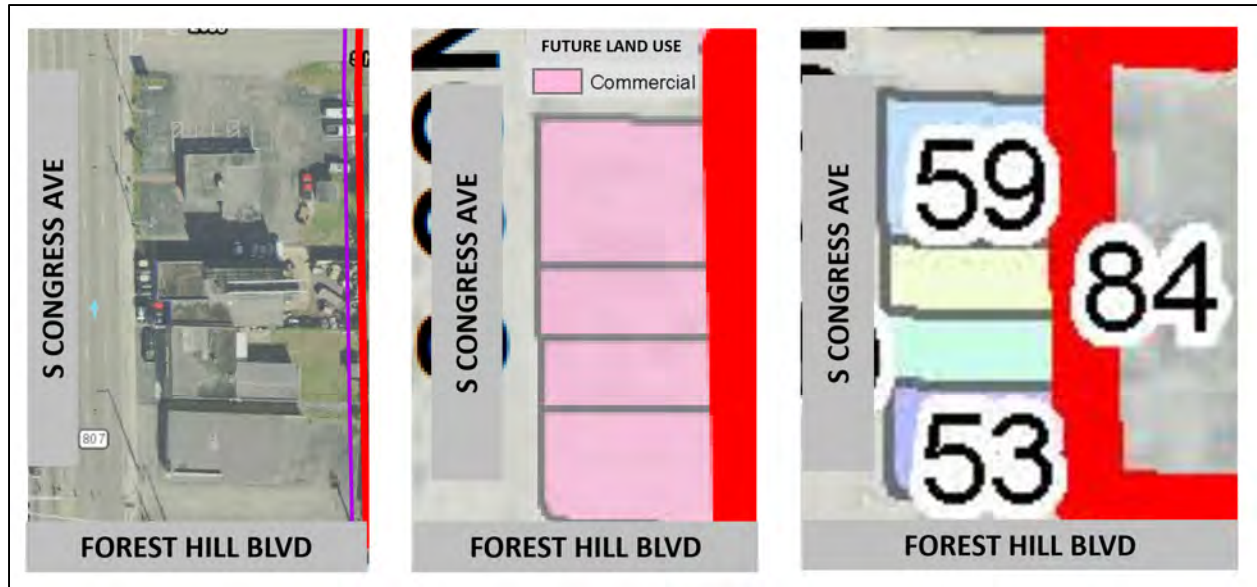 S CONGRESS AVE
807
FOREST HILL BLVD
FUTURE LAND USE
Commercial
S CONGRESS AVE
FOREST HILL BLVD
59
84
53
S CONGRESS AVE
FOREST HILL BLVD